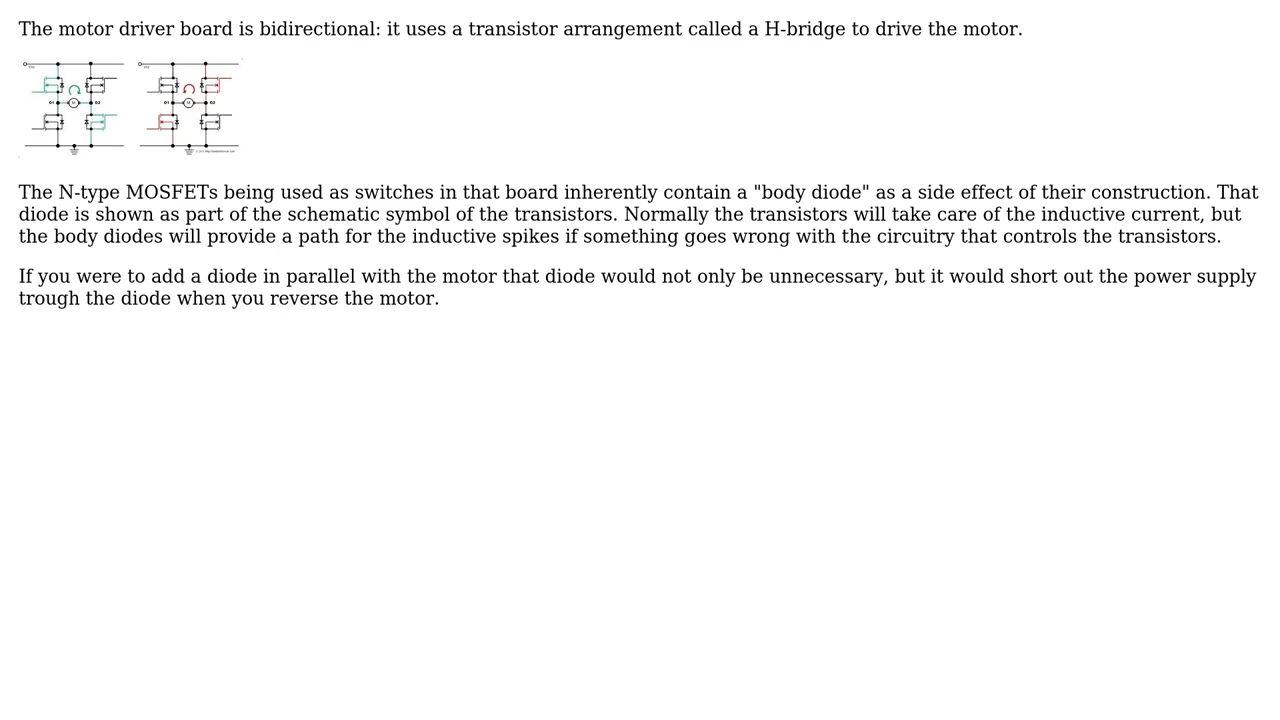 The motor driver board is bidirectional: it uses a transistor arrangement called a H-bridge to drive the motor.
O1 M O2 O1 M O2
The N-type MOSFETs being used as switches in that board inherently contain a "body diode" as a side effect of their construction. That
diode is shown as part of the schematic symbol of the transistors. Normally the transistors will take care of the inductive current, but
the body diodes will provide a path for the inductive spikes if something goes wrong with the circuitry that controls the transistors.
If you were to add a diode in parallel with the motor that diode would not only be unnecessary, but it would short out the power supply
trough the diode when you reverse the motor.